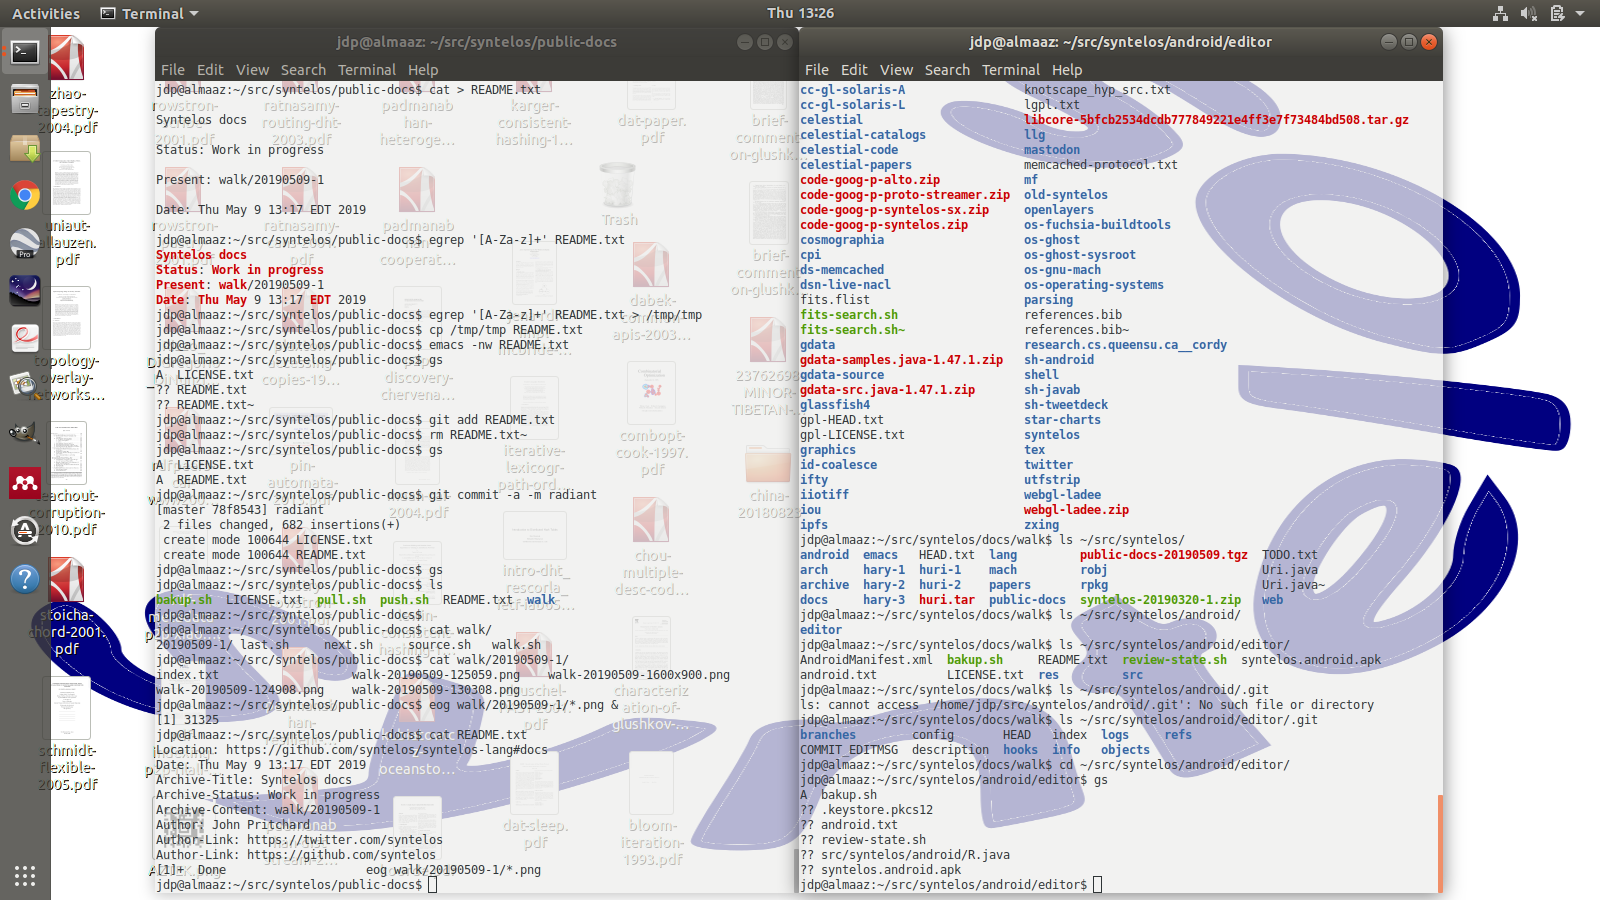 Activities
Terminal
Thu 13:26
zhao-
tapestry-
2004.pdf
uniaut-
allauzen.
pdf
topology-
overlay-
networks...
teachout-
corruption-
2010.pdf
stoicha-
chord-2001.
pdf
schmidt-
flexible-
2005.pdf
jdp@almaaz: ~/src/syntelos/public-docs
File Edit View Search Terminal Help
jdp@almaaz:~/src/syntelos/public-docs$ cat > README.txt
Syntelos docs
Status: Work in progress
Present: walk/20190509-1
Date: Thu May 9 13:17 EDT 2019
jdp@almaaz:~/src/syntelos/public-docs$ egrep '[A-Za-z]+' README.txt
Syntelos docs
Status: Work in progress
Present: walk/20190509-1
Date: Thu May 9 13:17 EDT 2019
jdp@almaaz:~/src/syntelos/public-docs$ egrep '[A-Za-z]+' README.txt > /tmp/tmp
jdp@almaaz:~/src/syntelos/public-docs$ cp /tmp/tmp README.txt
jdp@almaaz:~/src/syntelos/public-docs$ emacs -nw README.txt
jdp@almaaz:~/src/syntelos/public-docs$ gs
A  LICENSE.txt
?? README.txt
?? README.txt~
jdp@almaaz:~/src/syntelos/public-docs$ git add README.txt
jdp@almaaz:~/src/syntelos/public-docs$ rm README.txt~
jdp@almaaz:~/src/syntelos/public-docs$ gs
A  LICENSE.txt
A  README.txt
jdp@almaaz:~/src/syntelos/public-docs$ git commit -a -m radiant
[master 78f8543] radiant
 2 files changed, 682 insertions(+)
 create mode 100644 LICENSE.txt
 create mode 100644 README.txt
jdp@almaaz:~/src/syntelos/public-docs$ gs
jdp@almaaz:~/src/syntelos/public-docs$ ls
bakup.sh  LICENSE.txt  pull.sh  push.sh  README.txt  walk
jdp@almaaz:~/src/syntelos/public-docs$
jdp@almaaz:~/src/syntelos/public-docs$ cat walk/
20190509-1/ last.sh     next.sh     source.sh   walk.sh
jdp@almaaz:~/src/syntelos/public-docs$ cat walk/20190509-1/
index.txt                   walk-20190509-125059.png    walk-20190509-1600x900.png
walk-20190509-124908.png    walk-20190509-130308.png
jdp@almaaz:~/src/syntelos/public-docs$ eog walk/20190509-1/*.png &
[1] 31325
jdp@almaaz:~/src/syntelos/public-docs$ cat README.txt
Location: https://github.com/syntelos/syntelos-lang#docs
Date: Thu May 9 13:17 EDT 2019
Archive-Title: Syntelos docs
Archive-Status: Work in progress
Archive-Content: walk/20190509-1
Author: John Pritchard
Author-Link: https://twitter.com/syntelos
Author-Link: https://github.com/syntelos
[1]+  Done                    eog walk/20190509-1/*.png
jdp@almaaz:~/src/syntelos/public-docs$
jdp@almaaz: ~/src/syntelos/android/editor
File Edit View Search Terminal Help
cc-gl-solaris-A                 knotscape_hyp_src.txt
cc-gl-solaris-L                 lgpl.txt
celestial                       libcore-5bfcb2534dcdb777849221e4ff3e7f73484bd508.tar.gz
celestial-catalogs              llg
celestial-code                  mastodon
celestial-papers                memcached-protocol.txt
code-goog-p-alto.zip            mf
code-goog-p-proto-streamer.zip  old-syntelos
code-goog-p-syntelos-sx.zip     openlayers
code-goog-p-syntelos.zip        os-fuchsia-buildtools
cosmographia                    os-ghost
cpi                             os-ghost-sysroot
ds-memcached                    os-gnu-mach
dsn-live-nacl                   os-operating-systems
fits.flist                      parsing
fits-search.sh                  references.bib
fits-search.sh~                 references.bib~
gdata                           research.cs.queensu.ca__cordy
gdata-samples.java-1.47.1.zip   sh-android
gdata-source                    shell
gdata-src.java-1.47.1.zip       sh-javab
glassfish4                      sh-tweetdeck
gpl-HEAD.txt                    star-charts
gpl-LICENSE.txt                 syntelos
graphics                        tex
id-coalesce                     twitter
ifty                            utfstrip
iiotiff                         webgl-ladee
iou                             webgl-ladee.zip
ipfs                            zxing
jdp@almaaz:~/src/syntelos/docs/walk$ ls ~/src/syntelos/
android  emacs   HEAD.txt  lang         public-docs-20190509.tgz  TODO.txt
arch     hary-1  huri-1    mach         robj                      Uri.java
archive  hary-2  huri-2    papers       rpkg                      Uri.java~
docs     hary-3  huri.tar  public-docs  syntelos-20190320-1.zip   web
jdp@almaaz:~/src/syntelos/docs/walk$ ls ~/src/syntelos/android/
editor
jdp@almaaz:~/src/syntelos/docs/walk$ ls ~/src/syntelos/android/editor/
AndroidManifest.xml  bakup.sh     README.txt  review-state.sh  syntelos.android.apk
android.txt          LICENSE.txt  res         src
jdp@almaaz:~/src/syntelos/docs/walk$ ls ~/src/syntelos/android/.git
ls: cannot access '/home/jdp/src/syntelos/android/.git': No such file or directory
jdp@almaaz:~/src/syntelos/docs/walk$ ls ~/src/syntelos/android/editor/.git
branches        config       HEAD   index  logs     refs
COMMIT_EDITMSG  description  hooks  info   objects
jdp@almaaz:~/src/syntelos/docs/walk$ cd ~/src/syntelos/android/editor/
jdp@almaaz:~/src/syntelos/android/editor$ gs
A  bakup.sh
?? .keystore.pkcs12
?? android.txt
?? review-state.sh
?? src/syntelos/android/R.java
?? syntelos.android.apk
jdp@almaaz:~/src/syntelos/android/editor$